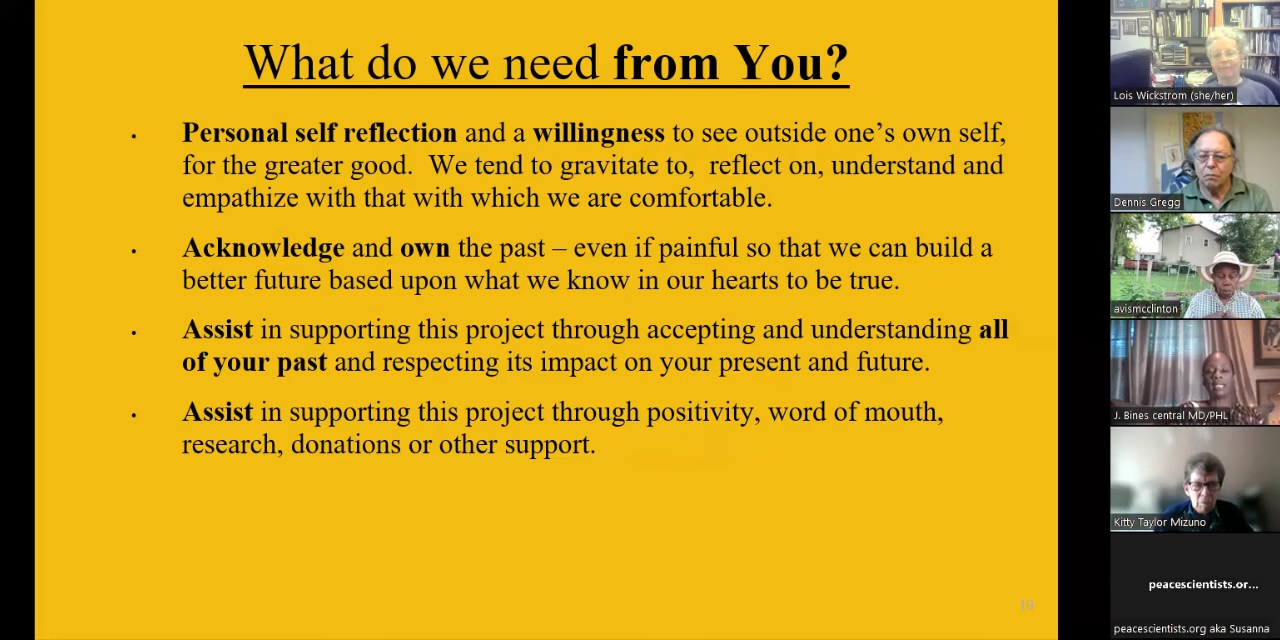 What do we need from You?
· Personal self reflection and a willingness to see outside one’s own self,
for the greater good.  We tend to gravitate to,  reflect on, understand and
empathize with that with which we are comfortable.
· Acknowledge and own the past – even if painful so that we can build a
better future based upon what we know in our hearts to be true.
· Assist in supporting this project through accepting and understanding all
of your past and respecting its impact on your present and future.
· Assist in supporting this project through positivity, word of mouth,
research, donations or other support.
19
Lois Wickstrom (she/her)
Dennis Gregg
avismcclinton
J. Bines central MD/PHL
Kitty Taylor Mizuno
peacescientists.or...
peacescientists.org aka Susanna